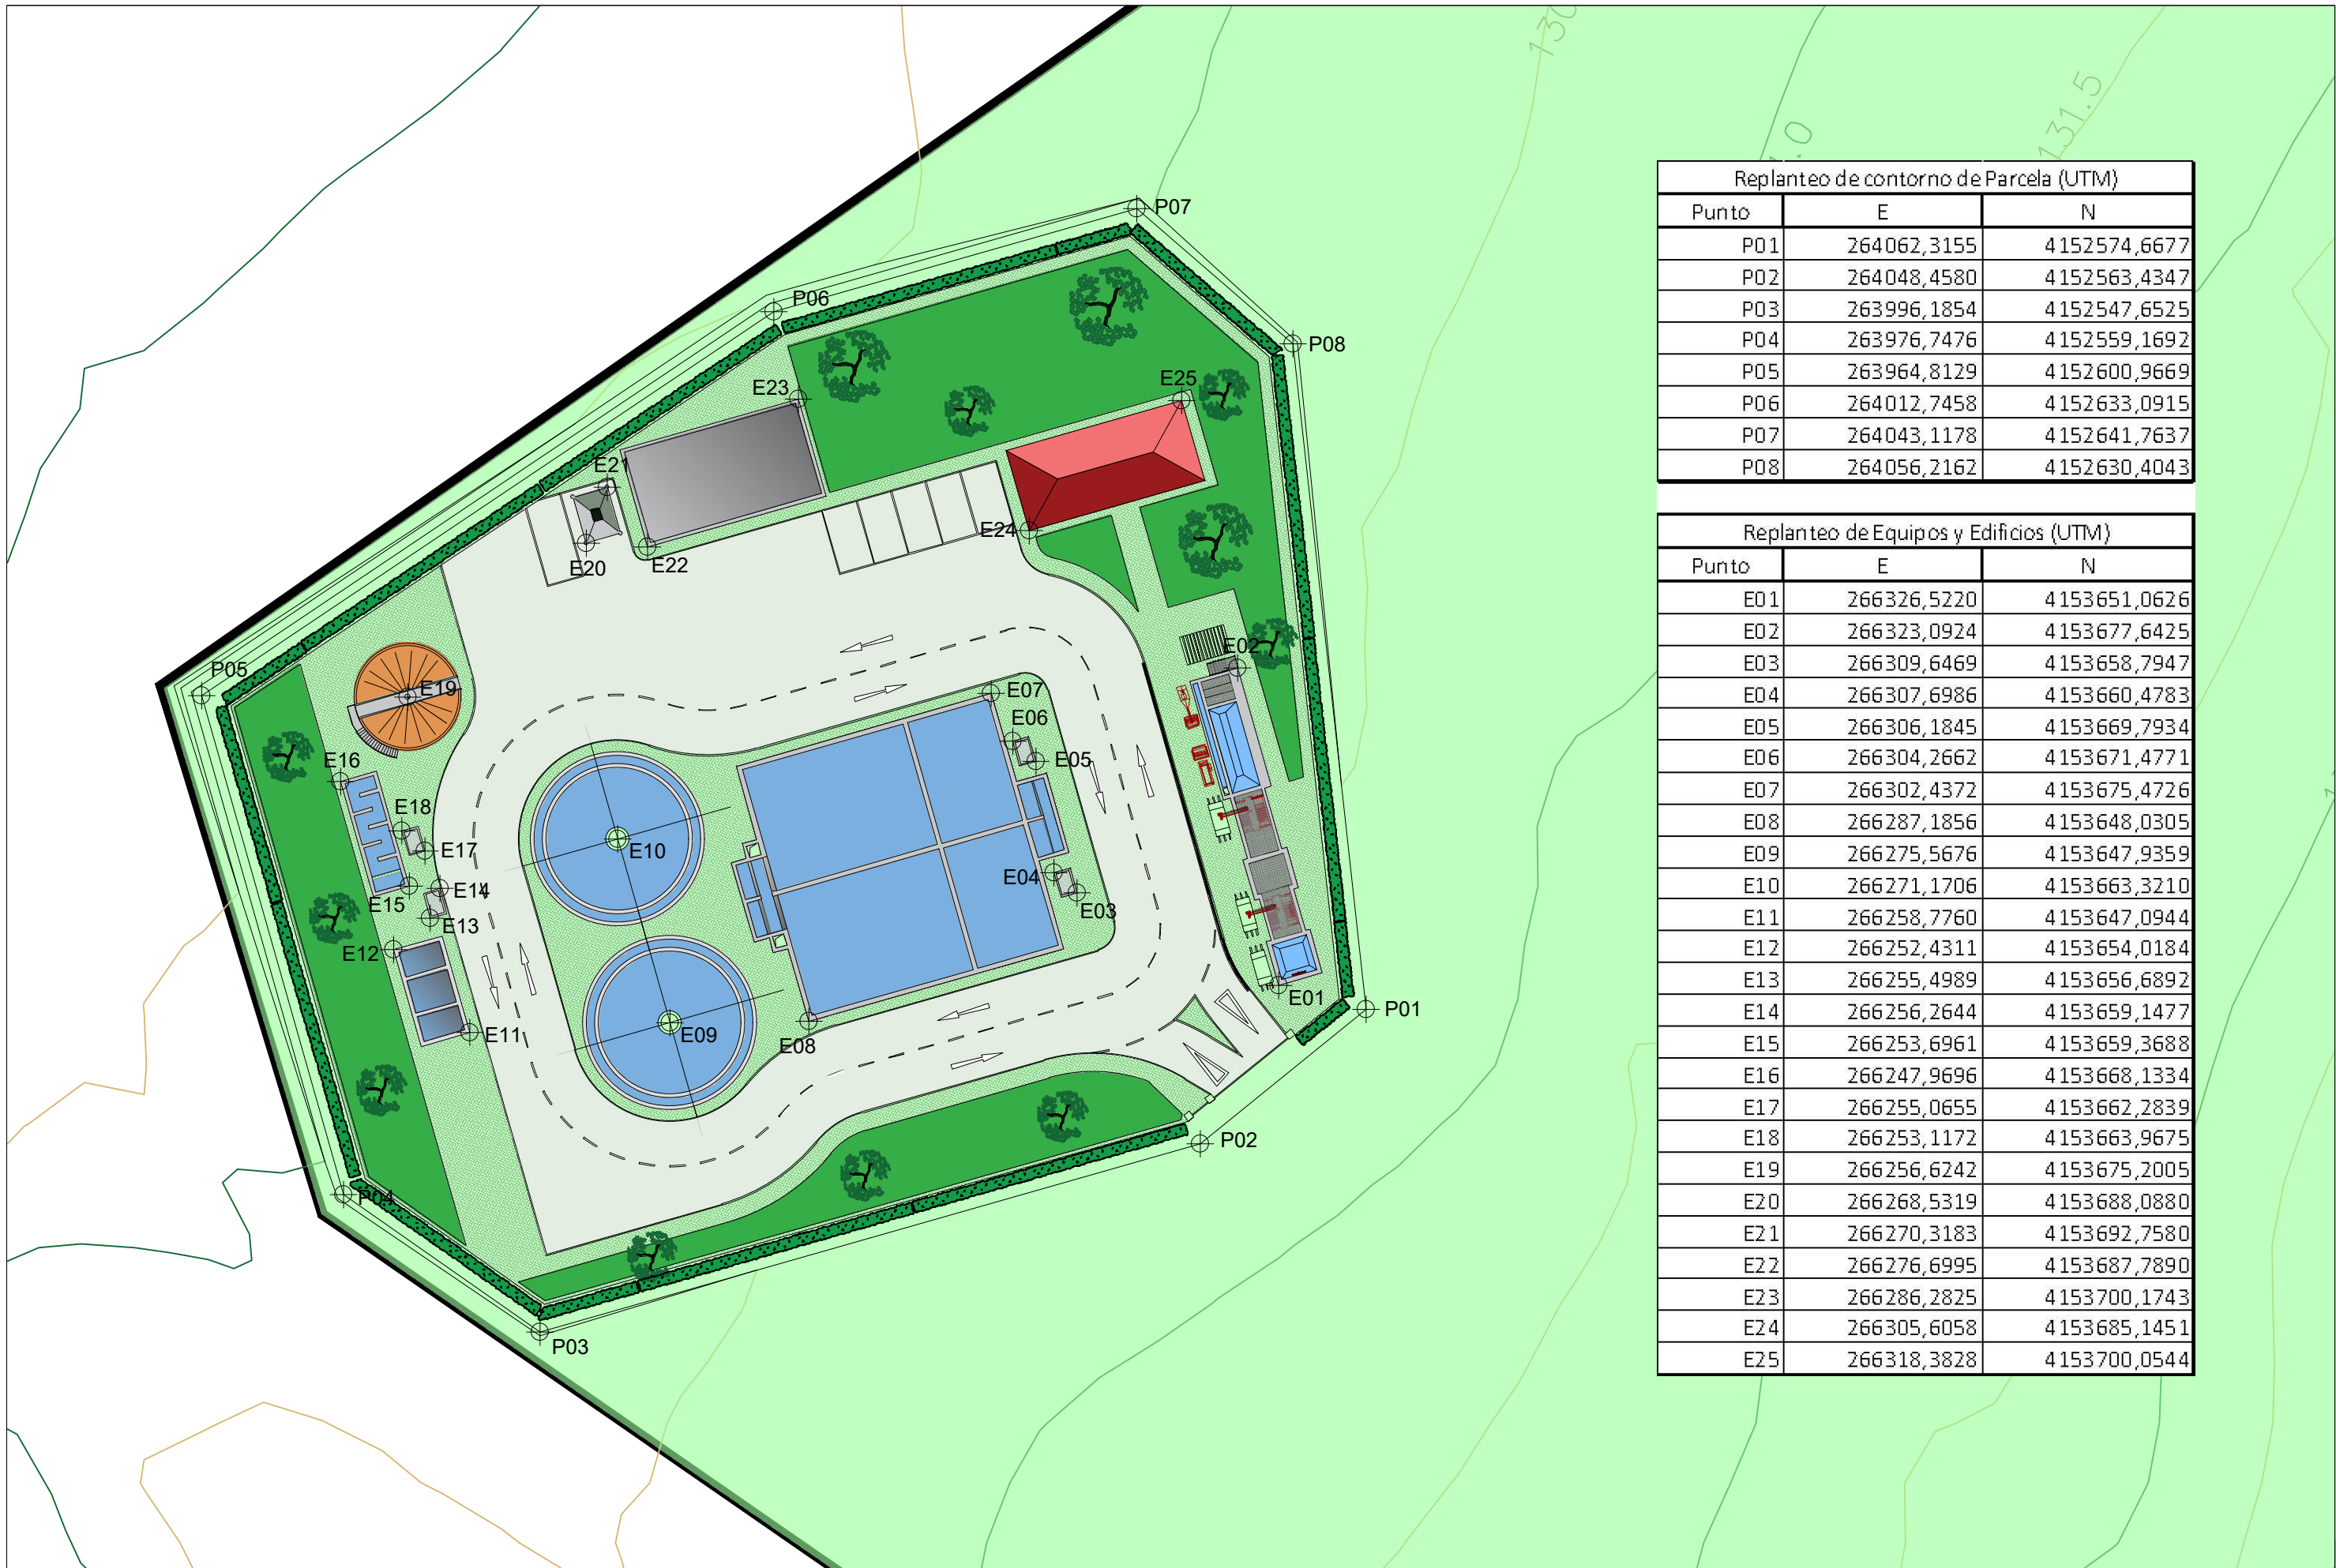 130
1.0
131.5
P07
P06
P08
E23
E25
E21
E24
E20
E22
E02
P05
E19
E07
E06
E16
E05
E18
E10
E17
E04
E14
E15
E03
E13
E12
E01
P01
E11
E09
E08
P02
P04
P03
Replanteo de contorno de Parcela (UTM)
Punto E N
P01 264062,3155 4152574,6677
P02 264048,4580 4152563,4347
P03 263996,1854 4152547,6525
P04 263976,7476 4152559,1692
P05 263964,8129 4152600,9669
P06 264012,7458 4152633,0915
P07 264043,1178 4152641,7637
P08 264056,2162 4152630,4043
Replanteo de Equipos y Edificios (UTM)
Punto E N
E01 266326,5220 4153651,0626
E02 266323,0924 4153677,6425
E03 266309,6469 4153658,7947
E04 266307,6986 4153660,4783
E05 266306,1845 4153669,7934
E06 266304,2662 4153671,4771
E07 266302,4372 4153675,4726
E08 266287,1856 4153648,0305
E09 266275,5676 4153647,9359
E10 266271,1706 4153663,3210
E11 266258,7760 4153647,0944
E12 266252,4311 4153654,0184
E13 266255,4989 4153656,6892
E14 266256,2644 4153659,1477
E15 266253,6961 4153659,3688
E16 266247,9696 4153668,1334
E17 266255,0655 4153662,2839
E18 266253,1172 4153663,9675
E19 266256,6242 4153675,2005
E20 266268,5319 4153688,0880
E21 266270,3183 4153692,7580
E22 266276,6995 4153687,7890
E23 266286,2825 4153700,1743
E24 266305,6058 4153685,1451
E25 266318,3828 4153700,0544